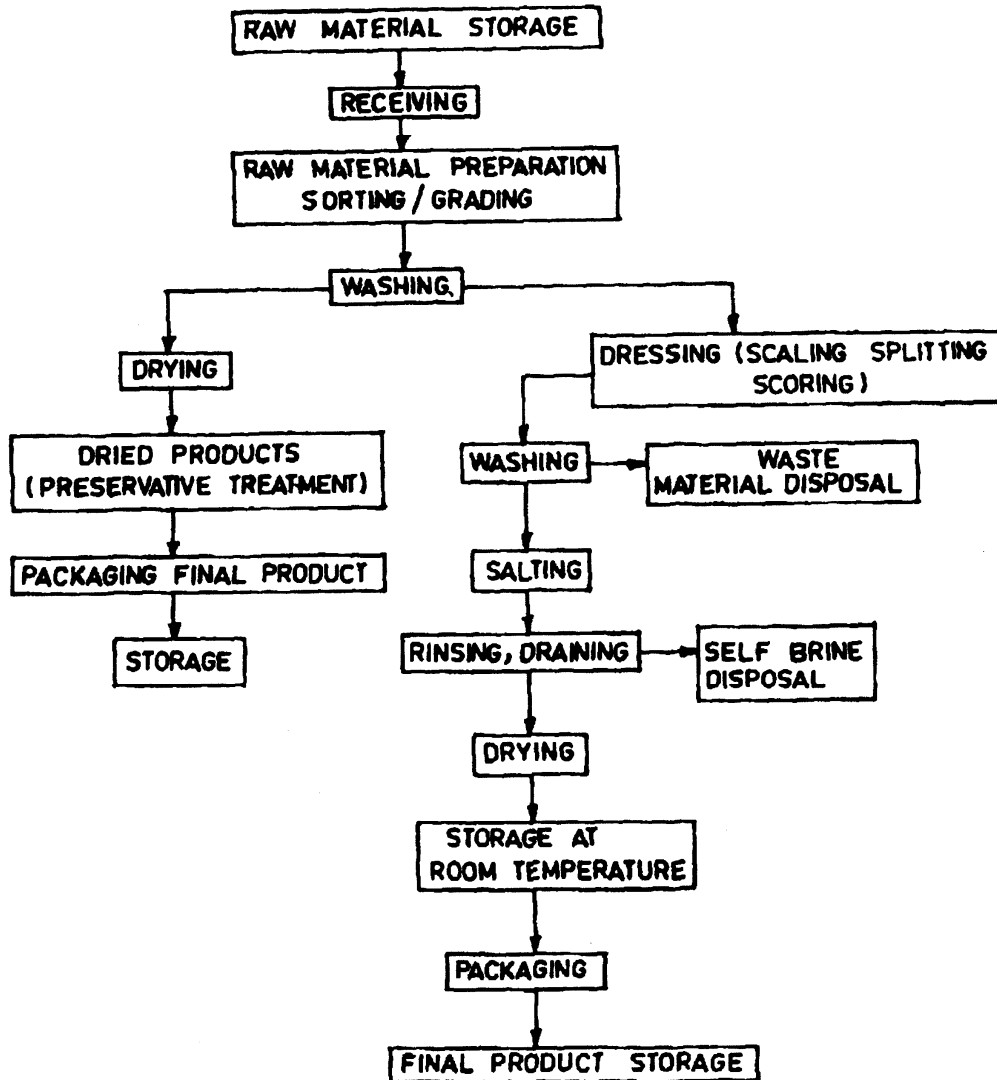 RAW MATERIAL STORAGE
RECEIVING
RAW MATERIAL PREPARATION
SORTING / GRADING
WASHING
DRYING
DRIED PRODUCTS
(PRESERVATIVE TREATMENT)
PACKAGING FINAL PRODUCT
STORAGE
DRESSING (SCALING SPLITTING
SCORING)
WASHING
WASTE
MATERIAL DISPOSAL
SALTING
RINSING, DRAINING
SELF BRINE
DISPOSAL
DRYING
STORAGE AT
ROOM TEMPERATURE
PACKAGING
FINAL PRODUCT STORAGE